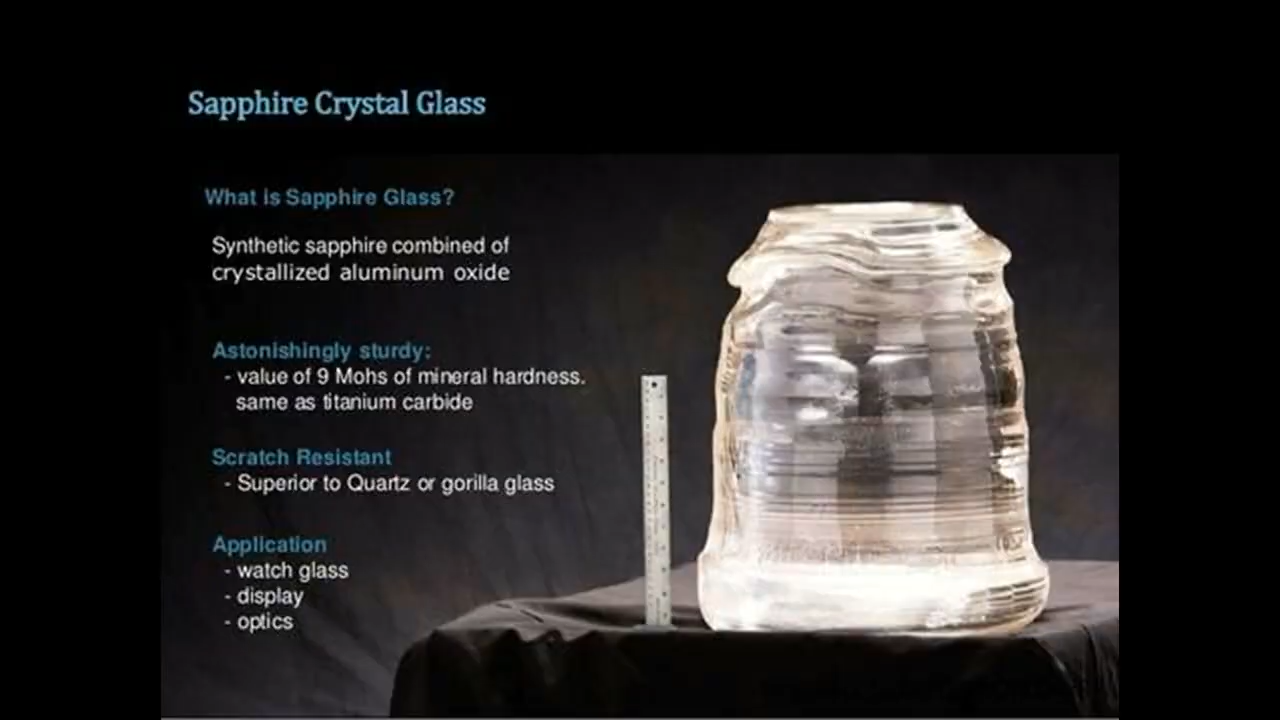 Sapphire Crystal Glass
What is Sapphire Glass?
Synthetic sapphire combined of
crystallized aluminum oxide
Astonishingly sturdy:
- value of 9 Mohs of mineral hardness.
same as titanium carbide
Scratch Resistant
- Superior to Quartz or gorilla glass
Application
- watch glass
- display
- optics